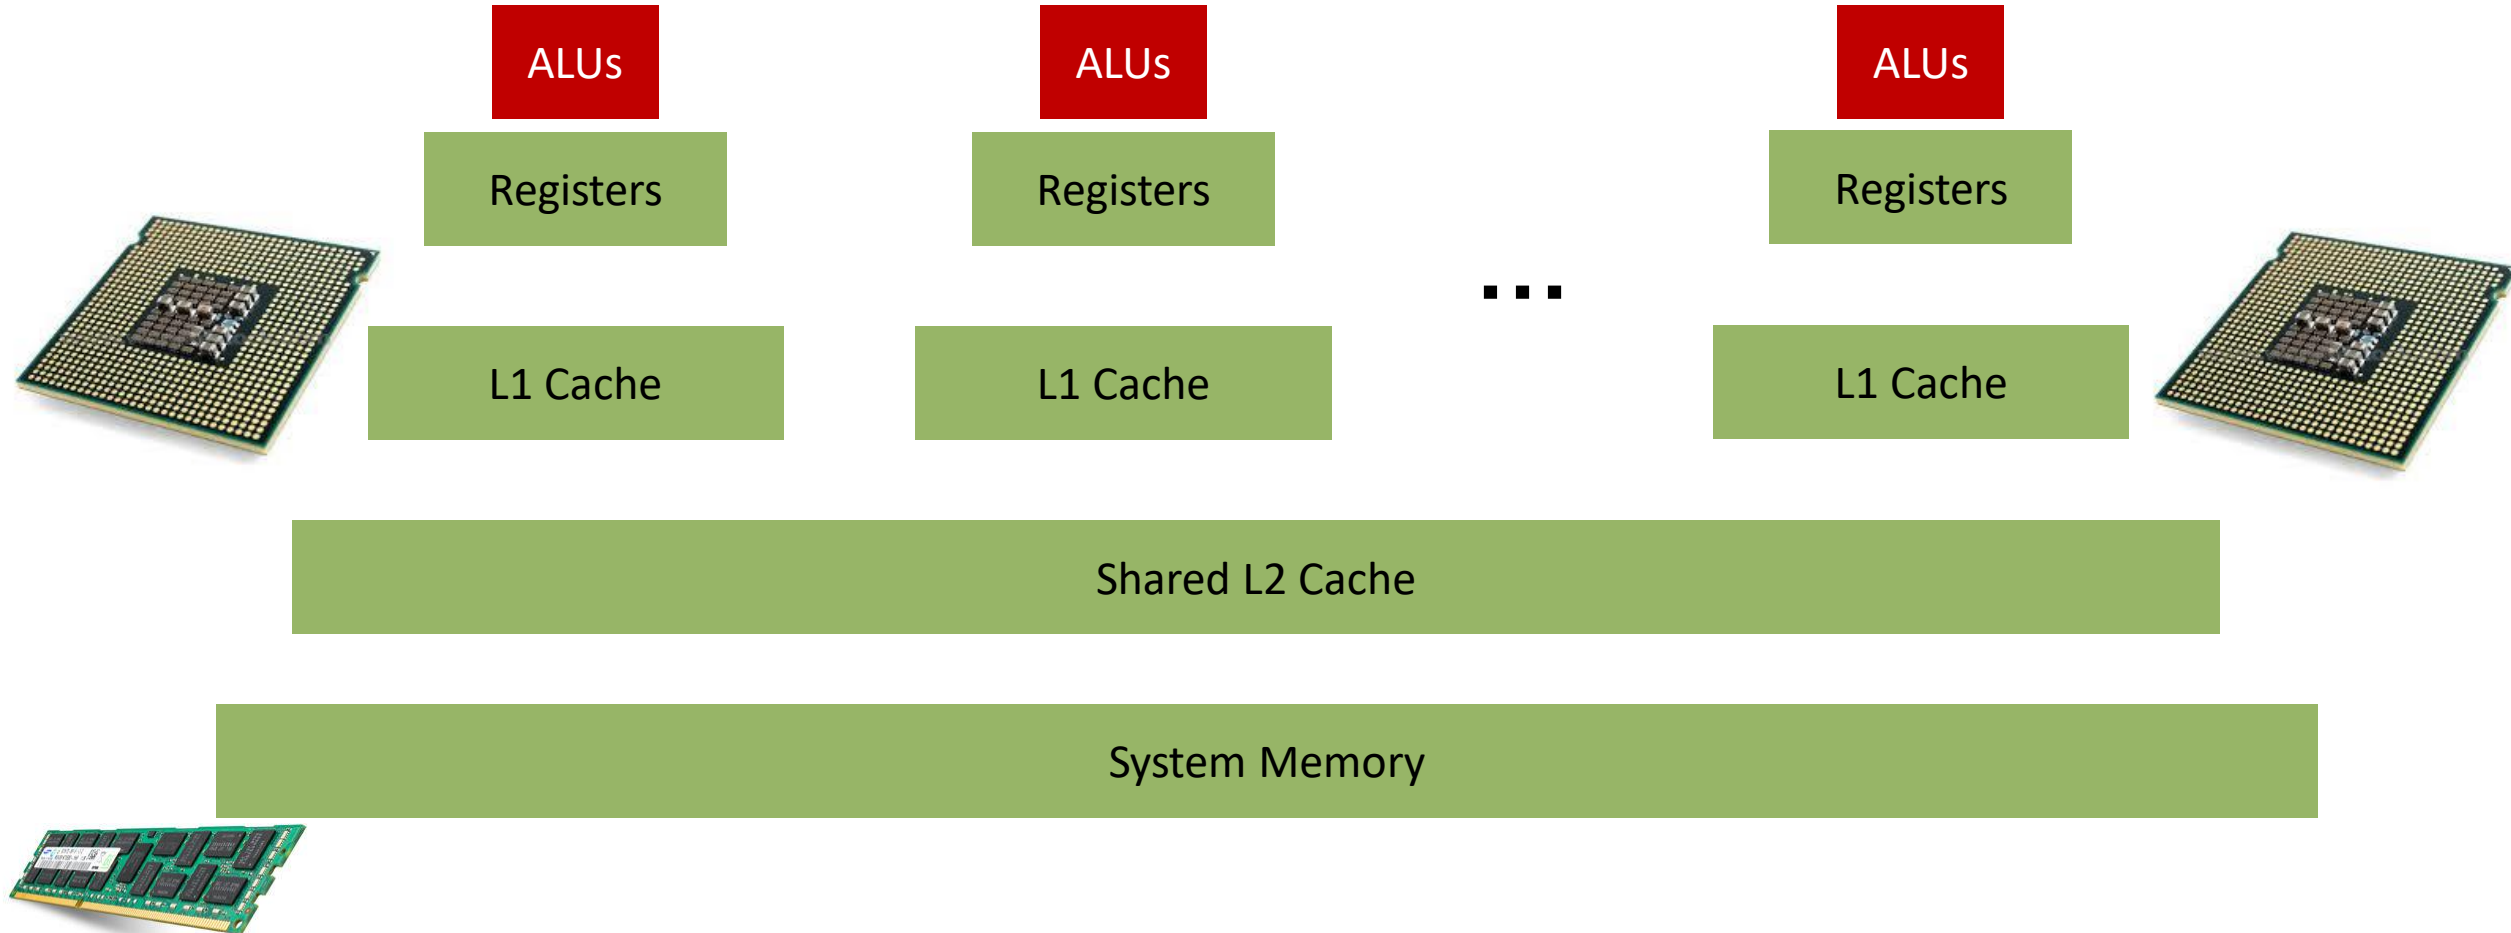 ALUs
ALUs
ALUs
Registers
Registers
Registers
...
L1 Cache
L1 Cache
L1 Cache
Shared L2 Cache
System Memory